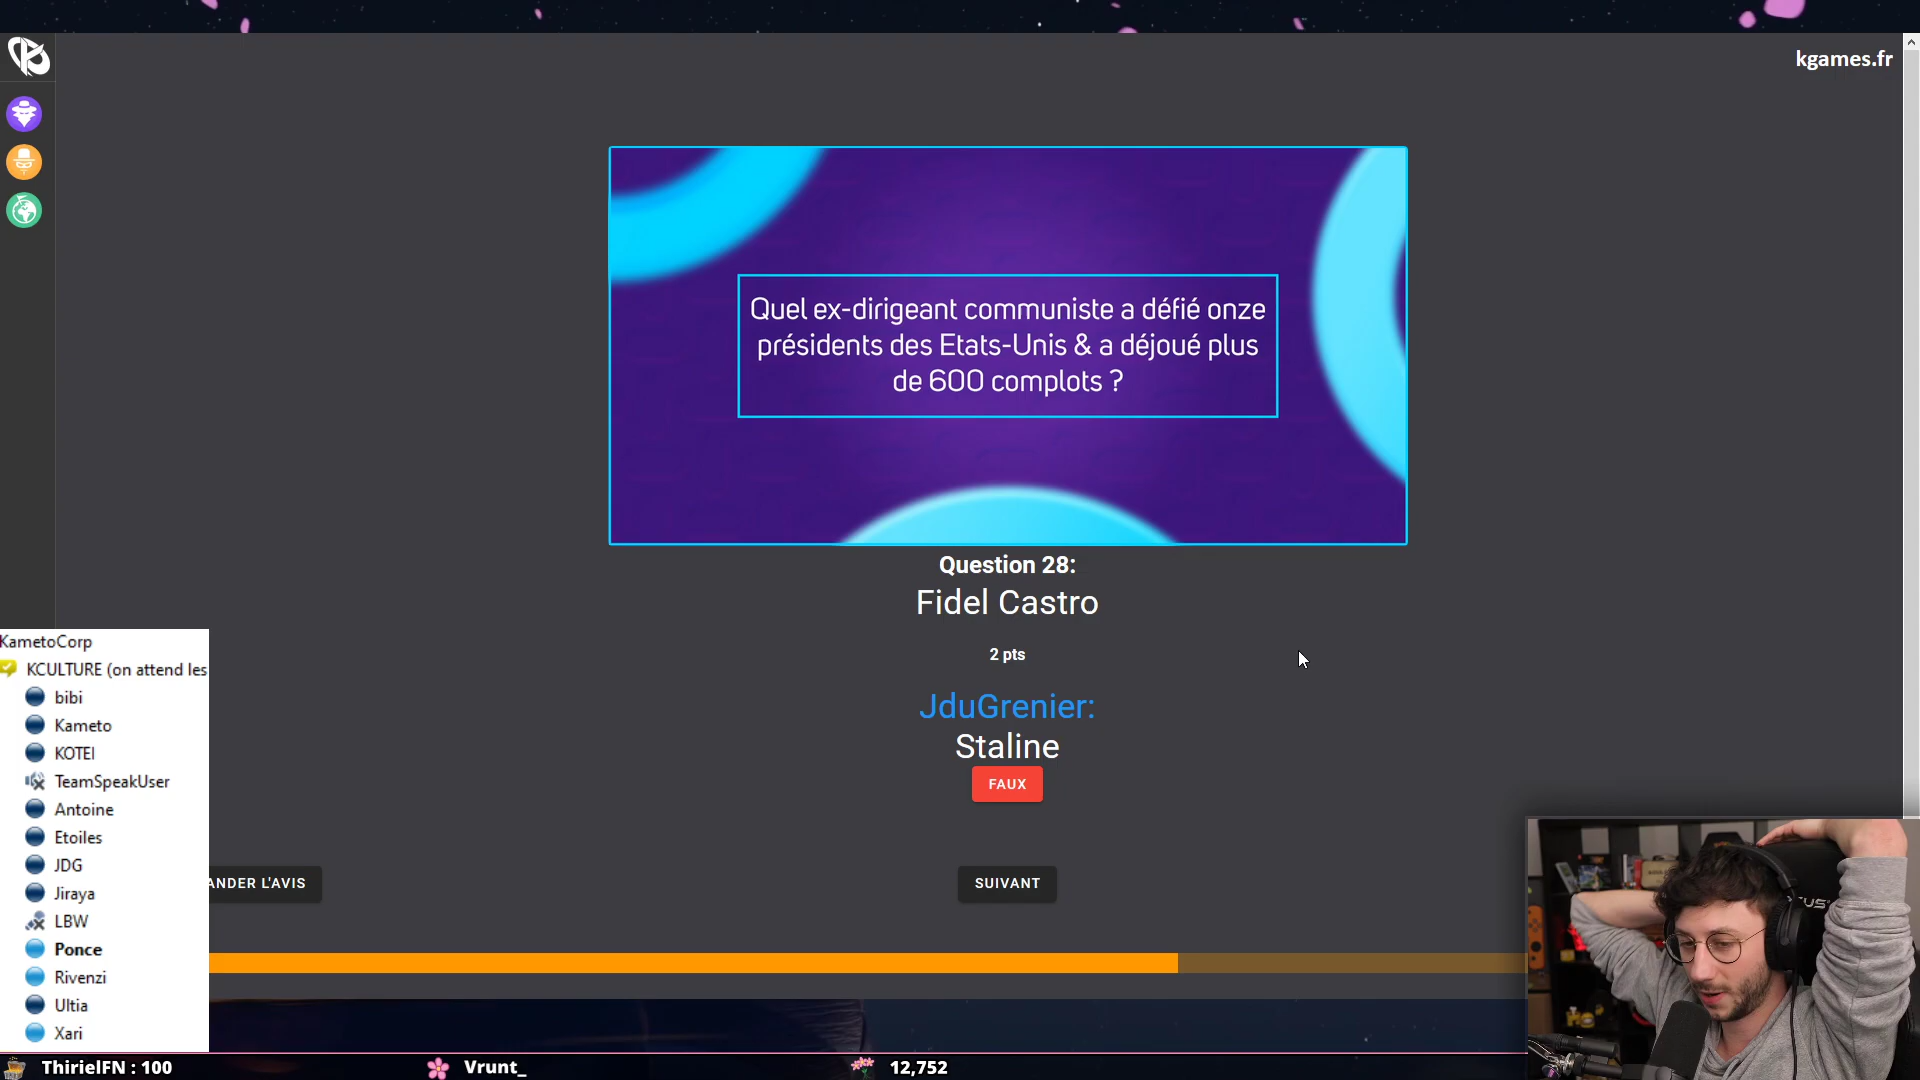 kgames.fr
Quel ex-dirigeant communiste a défié onze
présidents des Etats-Unis & a déjoué plus
de 600 complots ?
Question 28:
Fidel Castro
2 pts
JduGrenier:
Staline
FAUX
ANDER L'AVIS
SUIVANT
KametoCorp
KCULTURE (on attend les
bibi
Kameto
KOTEI
TeamSpeakUser
Antoine
Etoiles
JDG
Jiraya
LBW
Ponce
Rivenzi
Ultia
Xari
ThirielFN : 100
Vrunt_
12,752